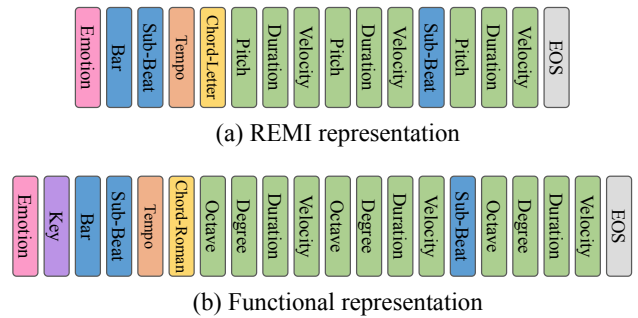 Emotion Bar Sub-Beat Tempo Chord-Letter Pitch Duration Velocity Pitch Duration Velocity Sub-Beat Pitch Duration Velocity EOS
(a) REMI representation
Emotion Key Bar Sub-Beat Tempo Chord-Roman Octave Degree Duration Velocity Octave Degree Duration Velocity Sub-Beat Octave Degree Duration Velocity EOS
(b) Functional representation